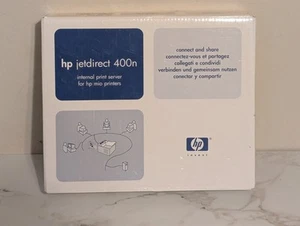 hp jetdirect 400n
internal print server
for hp mio printers
connect and share
connectez-vous et partagez
collegati e condividi
verbinden und gemeinsam nutzen
conectar y compartir
hp
invent